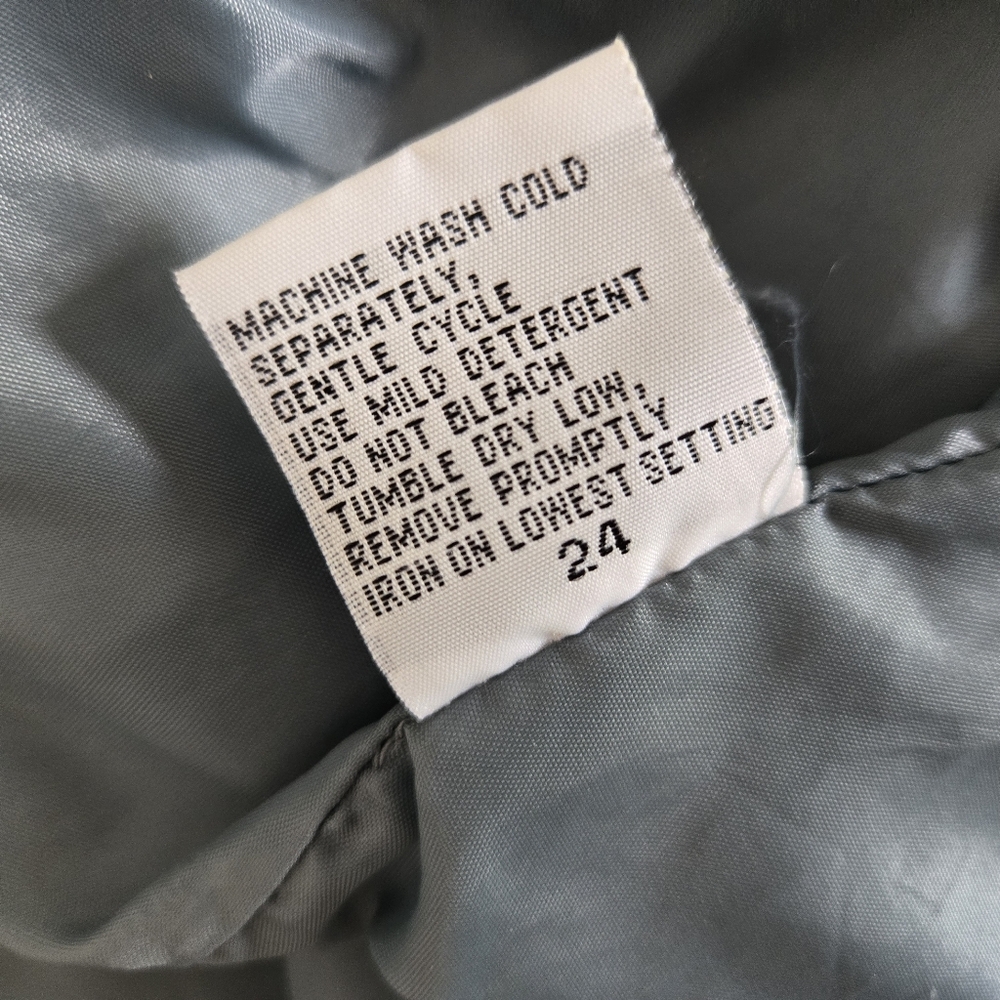 MACHINE WASH COLD
SEPARATELY,
GENTLE CYCLE
USE MILD DETERGENT
DO NOT BLEACH
TUMBLE DRY LOW,
REMOVE PROMPTLY
IRON ON LOWEST SETTING
24